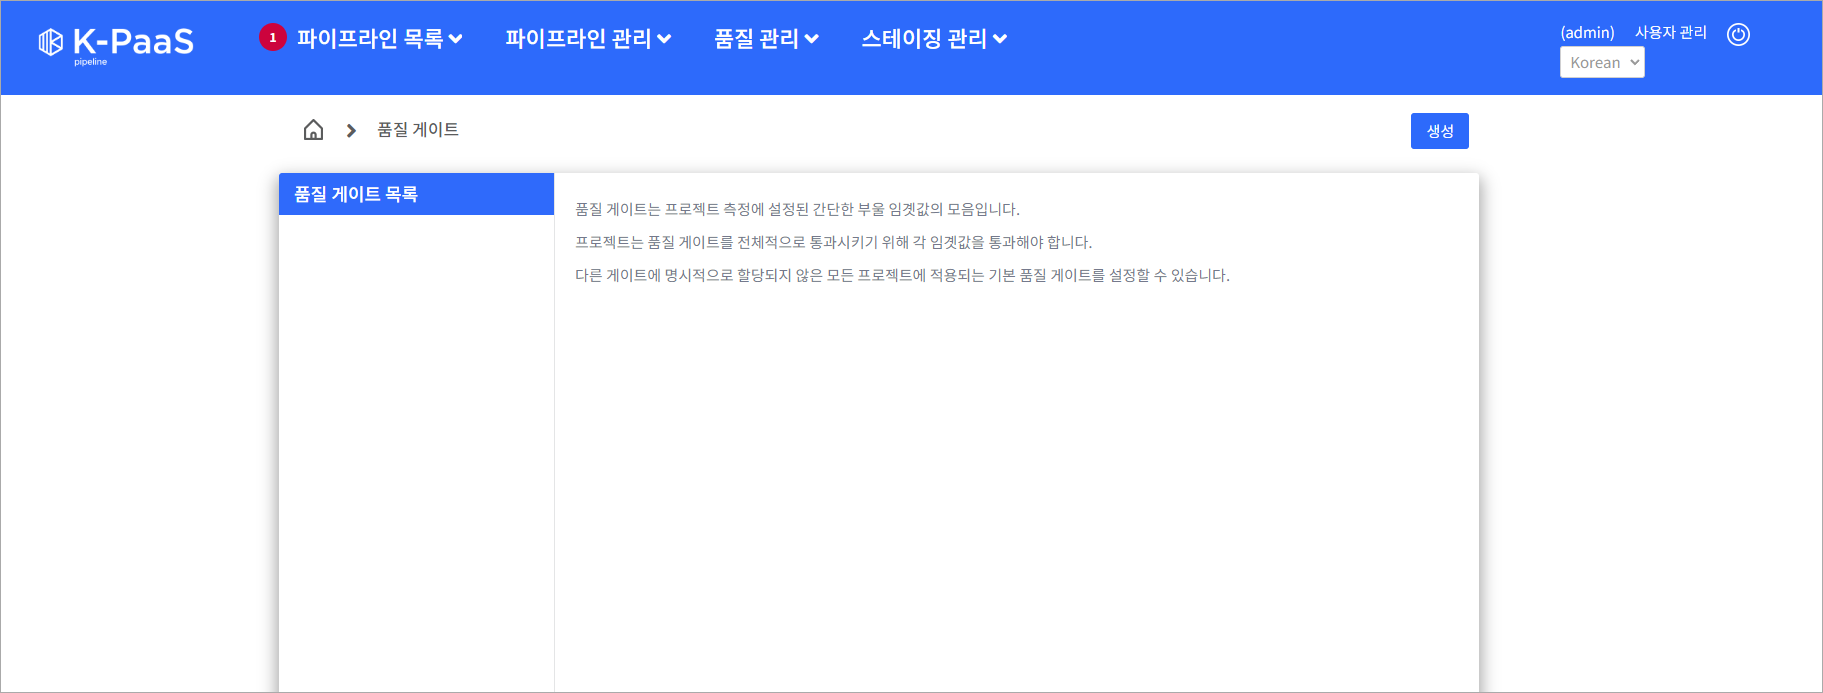 K-PaaS
pipeline
1 파이프라인 목록 파이프라인 관리 품질 관리 스테이징 관리
(admin) 사용자 관리
Korean
품질 게이트
생성
품질 게이트 목록
품질 게이트는 프로젝트 측정에 설정된 간단한 부울 임곗값의 모음입니다.
프로젝트는 품질 게이트를 전체적으로 통과시키기 위해 각 임곗값을 통과해야 합니다.
다른 게이트에 명시적으로 할당되지 않은 모든 프로젝트에 적용되는 기본 품질 게이트를 설정할 수 있습니다.